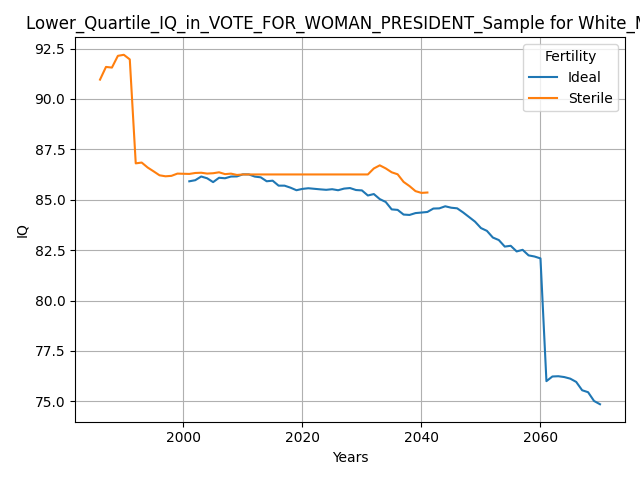 Lower_Quartile_IQ_in_VOTE_FOR_WOMAN_PRESIDENT_Sample for White_
92.5
90.0
87.5
85.0
82.5
80.0
77.5
75.0
IQ
Fertility
Ideal
Sterile
2000
2020
2040
2060
Years